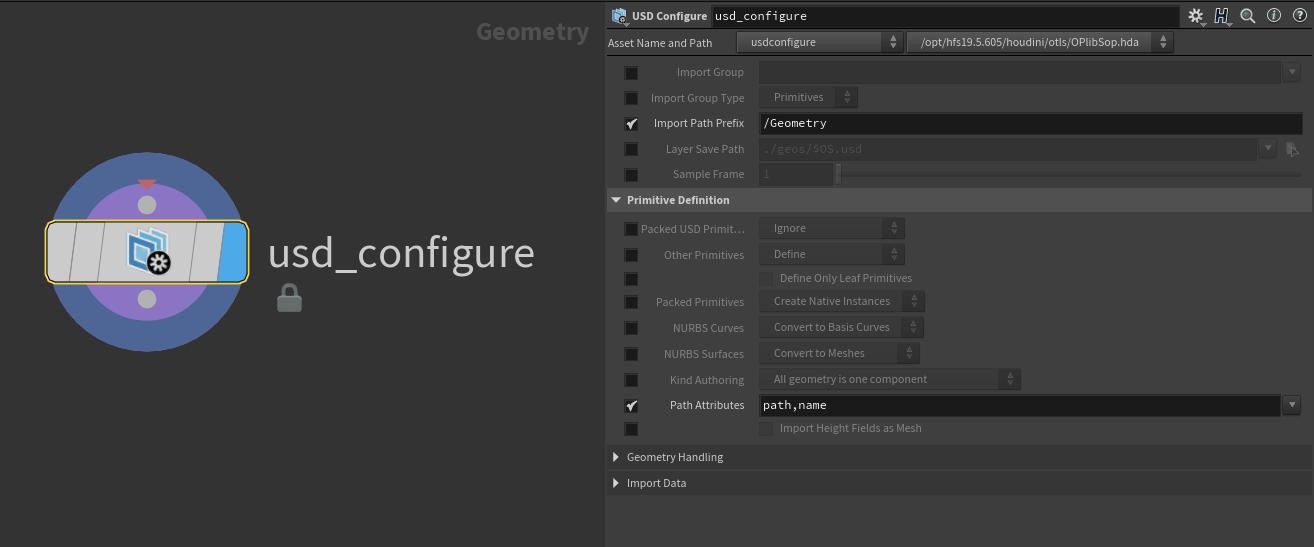 Geometry
usd_configure
USD Configure usd_configure
Asset Name and Path usdconfigure /opt/hfs19.5.605/houdini/otls/OPlibSop.hda
Import Group
Import Group Type Primitives
Import Path Prefix /Geometry
Layer Save Path ./geos/$OS.usd
Sample Frame 1
Primitive Definition
Packed USD Primit... Ignore
Other Primitives Define
Define Only Leaf Primitives
Packed Primitives Create Native Instances
NURBS Curves Convert to Basis Curves
NURBS Surfaces Convert to Meshes
Kind Authoring All geometry is one component
Path Attributes path,name
Import Height Fields as Mesh
Geometry Handling
Import Data